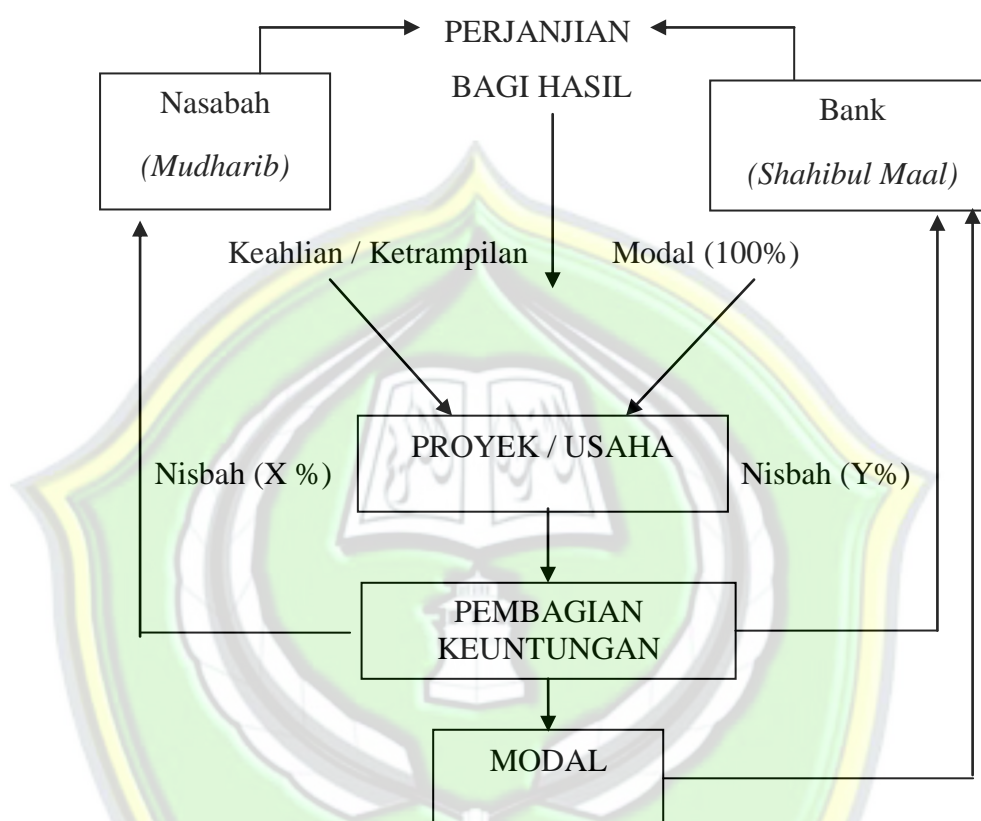 PERJANJIAN
BAGI HASIL
Nasabah
(Mudharib)
Bank
(Shahibul Maal)
Keahlian / Ketrampilan
Modal (100%)
PROYEK / USAHA
Nisbah (X %)
Nisbah (Y%)
PEMBAGIAN
KEUNTUNGAN
MODAL